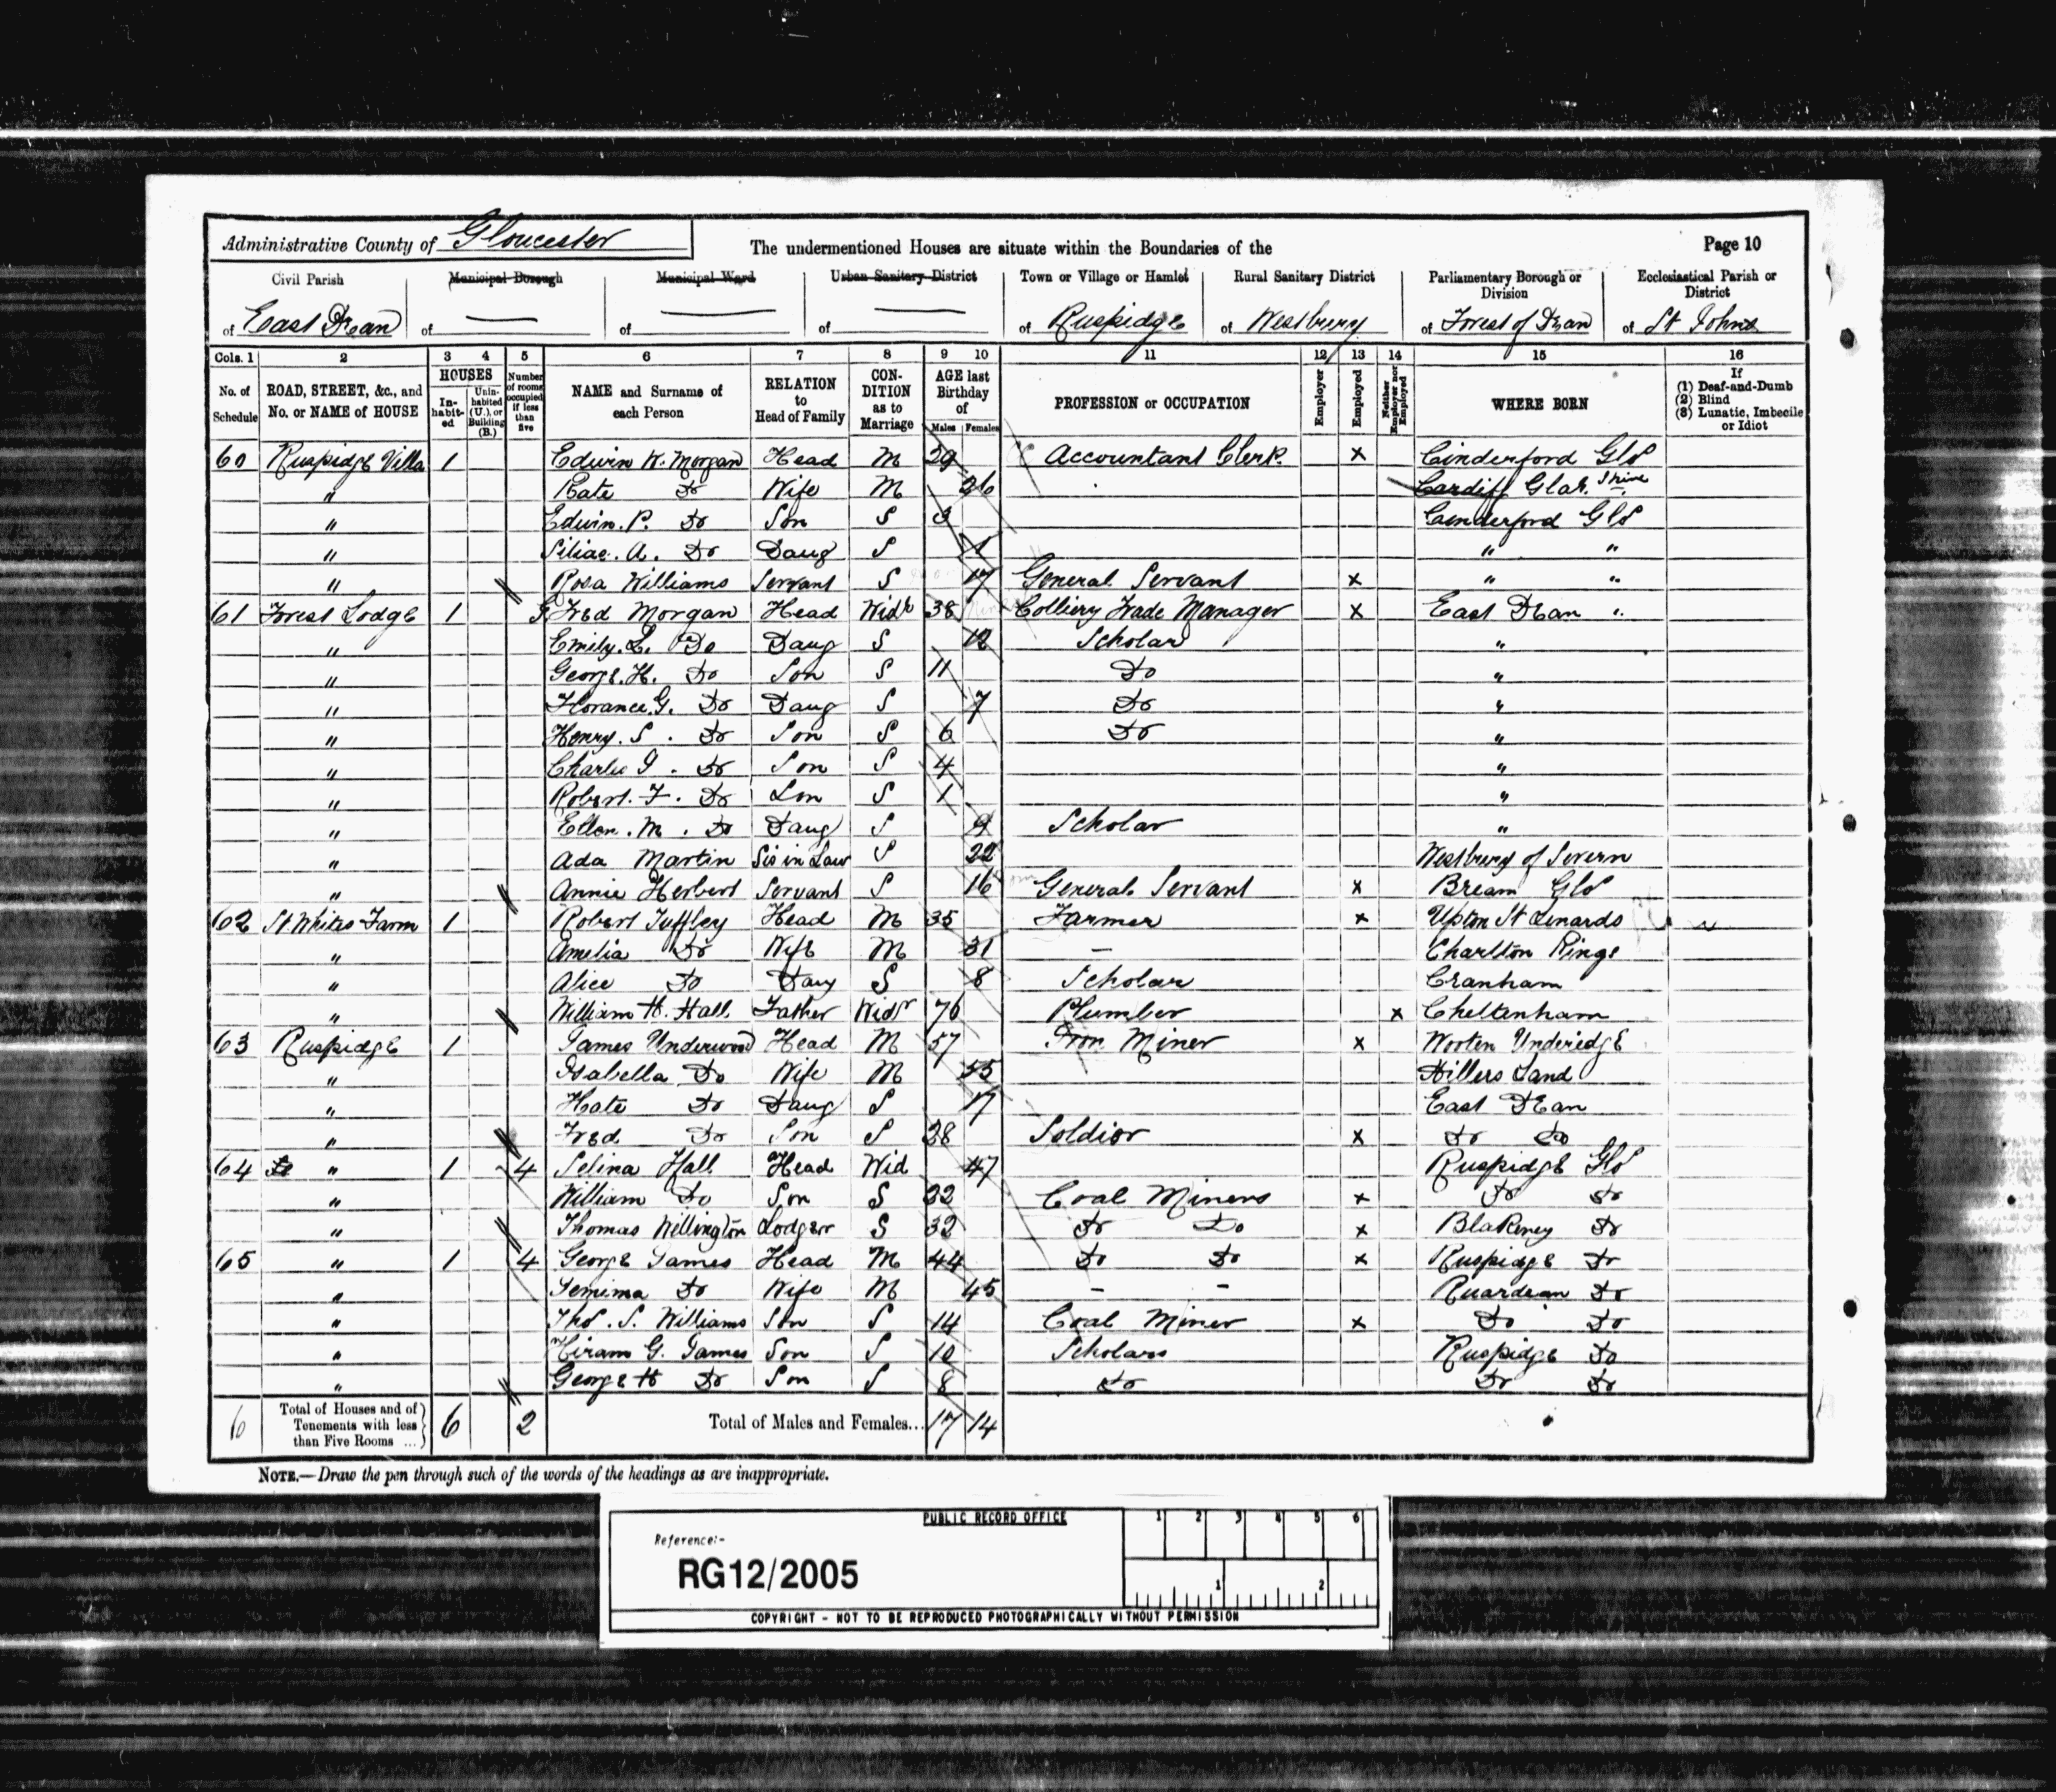 Administrative County of Gloucester The undermentioned Houses are situate within the Boundaries of the Page 10
Civil Parish Municipal Borough Municipal Ward Urban Sanitary District Town or Village or Hamlet Rural Sanitary District Parliamentary Borough or Division Ecclesiastical Parish or District
of East Dean of — of — of — of Ruspidge of Westbury of Forest of Dean of St Johns
Cols. 1 2 3 4 5 6 7 8 9 10 11 12 13 14 15 16
No. of Schedule ROAD, STREET, &c., and No. or NAME of HOUSE HOUSES Inhabited Uninhabited (U.), or Building (B.) Number of rooms occupied if less than five NAME and Surname of each Person RELATION to Head of Family CONDITION as to Marriage AGE last Birthday of Males Females PROFESSION or OCCUPATION Employer Employed Neither Employer nor Employed WHERE BORN If (1) Deaf-and-Dumb (2) Blind (3) Lunatic, Imbecile or Idiot
60 Ruspidge Villa 1 Edwin W. Morgan Head M 29 Accountant Clerk. x Cinderford Glos
" Kate Do Wife M 26 Cardiff Glak. Shire
" Edwin. P. Do Son S 3 Cinderford Glos
" Liliac. A. Do Daug S 1 " "
" Rosa Williams Servant S 17 General Servant x " "
61 Forest Lodge 1 Fred Morgan Head Widr 38 Colliery Trade Manager x East Dean "
" Emily. L. Do Daug S 12 Scholar "
" George. H. Do Son S 11 Do "
" Florance. G. Do Daug S 7 Do "
" Henry. S. Do Son S 6 Do "
" Charlie J. Do Son S 4 "
" Robert. F. Do Son S 1 "
" Ellen. M. Do Daug S 9 Scholar "
" Ada Martin Sis in Law S 22 Westbury of Severn
" Annie Herbert Servant S 16 General Servant x Bream Glos
62 St Whites Farm 1 Robert Tuffley Head M 35 Farmer x Upton St Lenards
" Amelia Do Wife M 31 — Charlton Kings
" Alice Do Daug S 8 Scholar Cranham
" William H. Hall. Father Widr 76 Plumber x Cheltenham
63 Ruspidge 1 James Underwood Head M 57 Iron Miner x Wooten Underidge
" Isabella Do Wife M 55 Hillers Land
" Kate Do Daug S 17 East Dean
" Fred Do Son S 28 Soldior x Do Do
64 " 1 4 Selina Hall Head Wid 47 Ruspidge Glos
" William Do Son S 22 Coal Miners x Do Do
" Thomas Willington Lodger S 32 Do Do x Blakeney Do
65 " 1 4 George James Head M 44 Do Do x Ruspidge Do
" Jemima Do Wife M 45 — — Ruardean Do
" Thos. S. Williams Son S 14 Coal Miner x Do Do
" Hiram G. James Son S 10 Scholars Ruspidge Do
" George H Do Son S 8 Do Do Do
6 Total of Houses and of Tenements with less than Five Rooms ... 6 2 Total of Males and Females... 17 14
NOTE.—Draw the pen through such of the words of the headings as are inappropriate.
PUBLIC RECORD OFFICE 1 2 3 4 5 6
Reference:-
RG12/2005 1 2
COPYRIGHT - NOT TO BE REPRODUCED PHOTOGRAPHICALLY WITHOUT PERMISSION